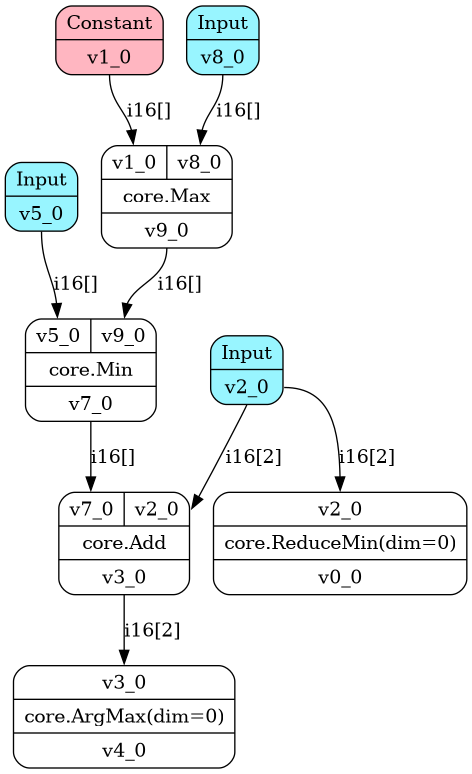 Constant
v1_0
Input
v8_0
i16[]
i16[]
v1_0
v8_0
core.Max
v9_0
Input
v5_0
i16[]
i16[]
v5_0
v9_0
core.Min
v7_0
Input
v2_0
i16[]
i16[2]
i16[2]
v7_0
v2_0
core.Add
v3_0
v2_0
core.ReduceMin(dim=0)
v0_0
i16[2]
v3_0
core.ArgMax(dim=0)
v4_0